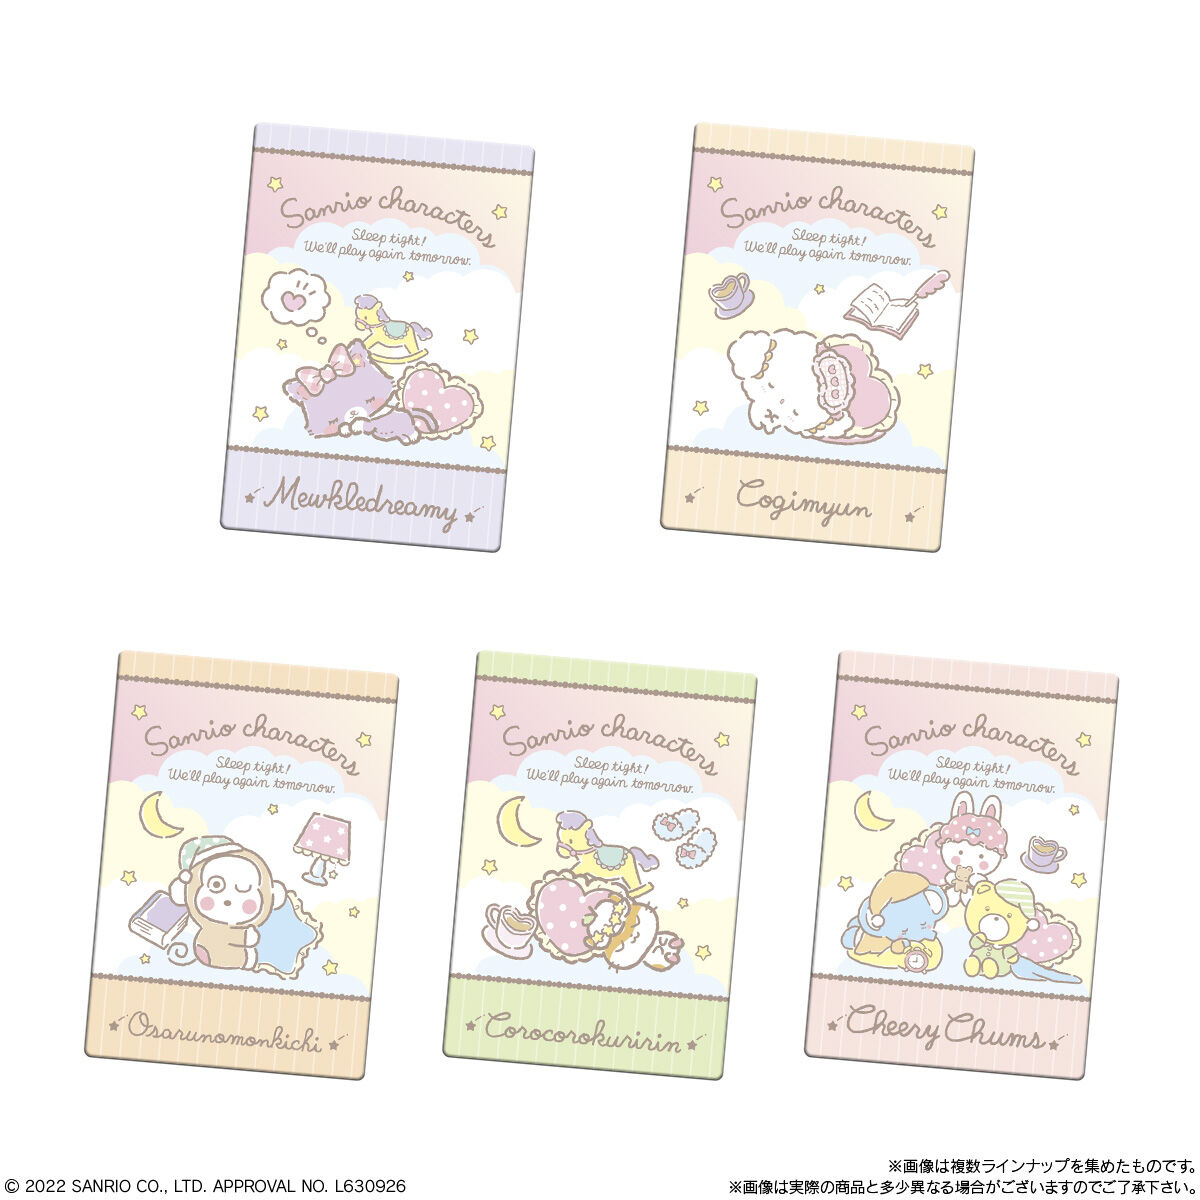 Sanrio characters
Sleep tight!
We'll play again tomorrow.
Mewkledreamy
Sanrio characters
Sleep tight!
We'll play again tomorrow.
Cogimyun
Sanrio characters
Sleep tight!
We'll play again tomorrow.
Osarunomonkichi
Sanrio characters
Sleep tight!
We'll play again tomorrow.
Corocorokuririn
Sanrio characters
Sleep tight!
We'll play again tomorrow.
Cheery Chums
※画像は複数ラインナップを集めたものです。
© 2022 SANRIO CO., LTD. APPROVAL NO. L630926
※画像は実際の商品と多少異なる場合がございますのでご了承下さい。